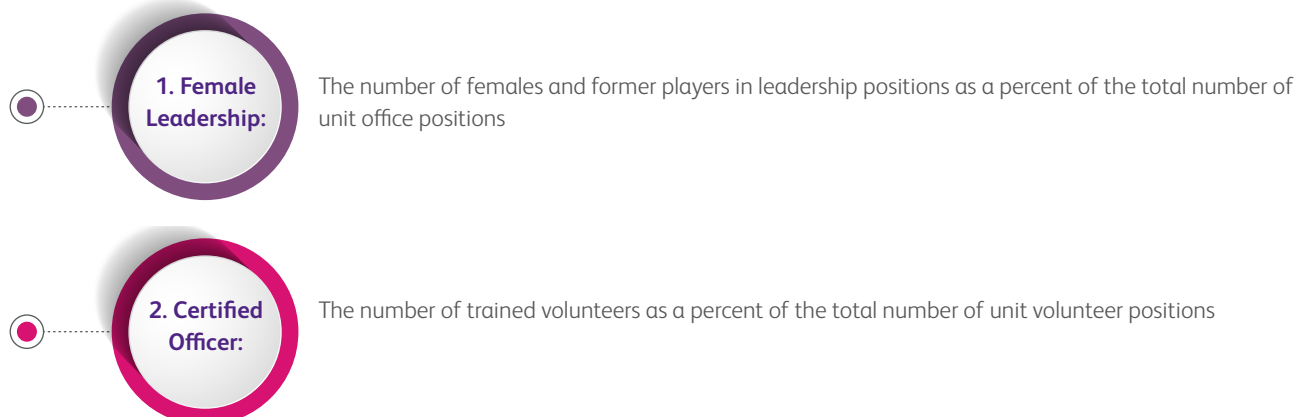 1. Female
Leadership:
The number of females and former players in leadership positions as a percent of the total number of
unit office positions
2. Certified
Officer:
The number of trained volunteers as a percent of the total number of unit volunteer positions